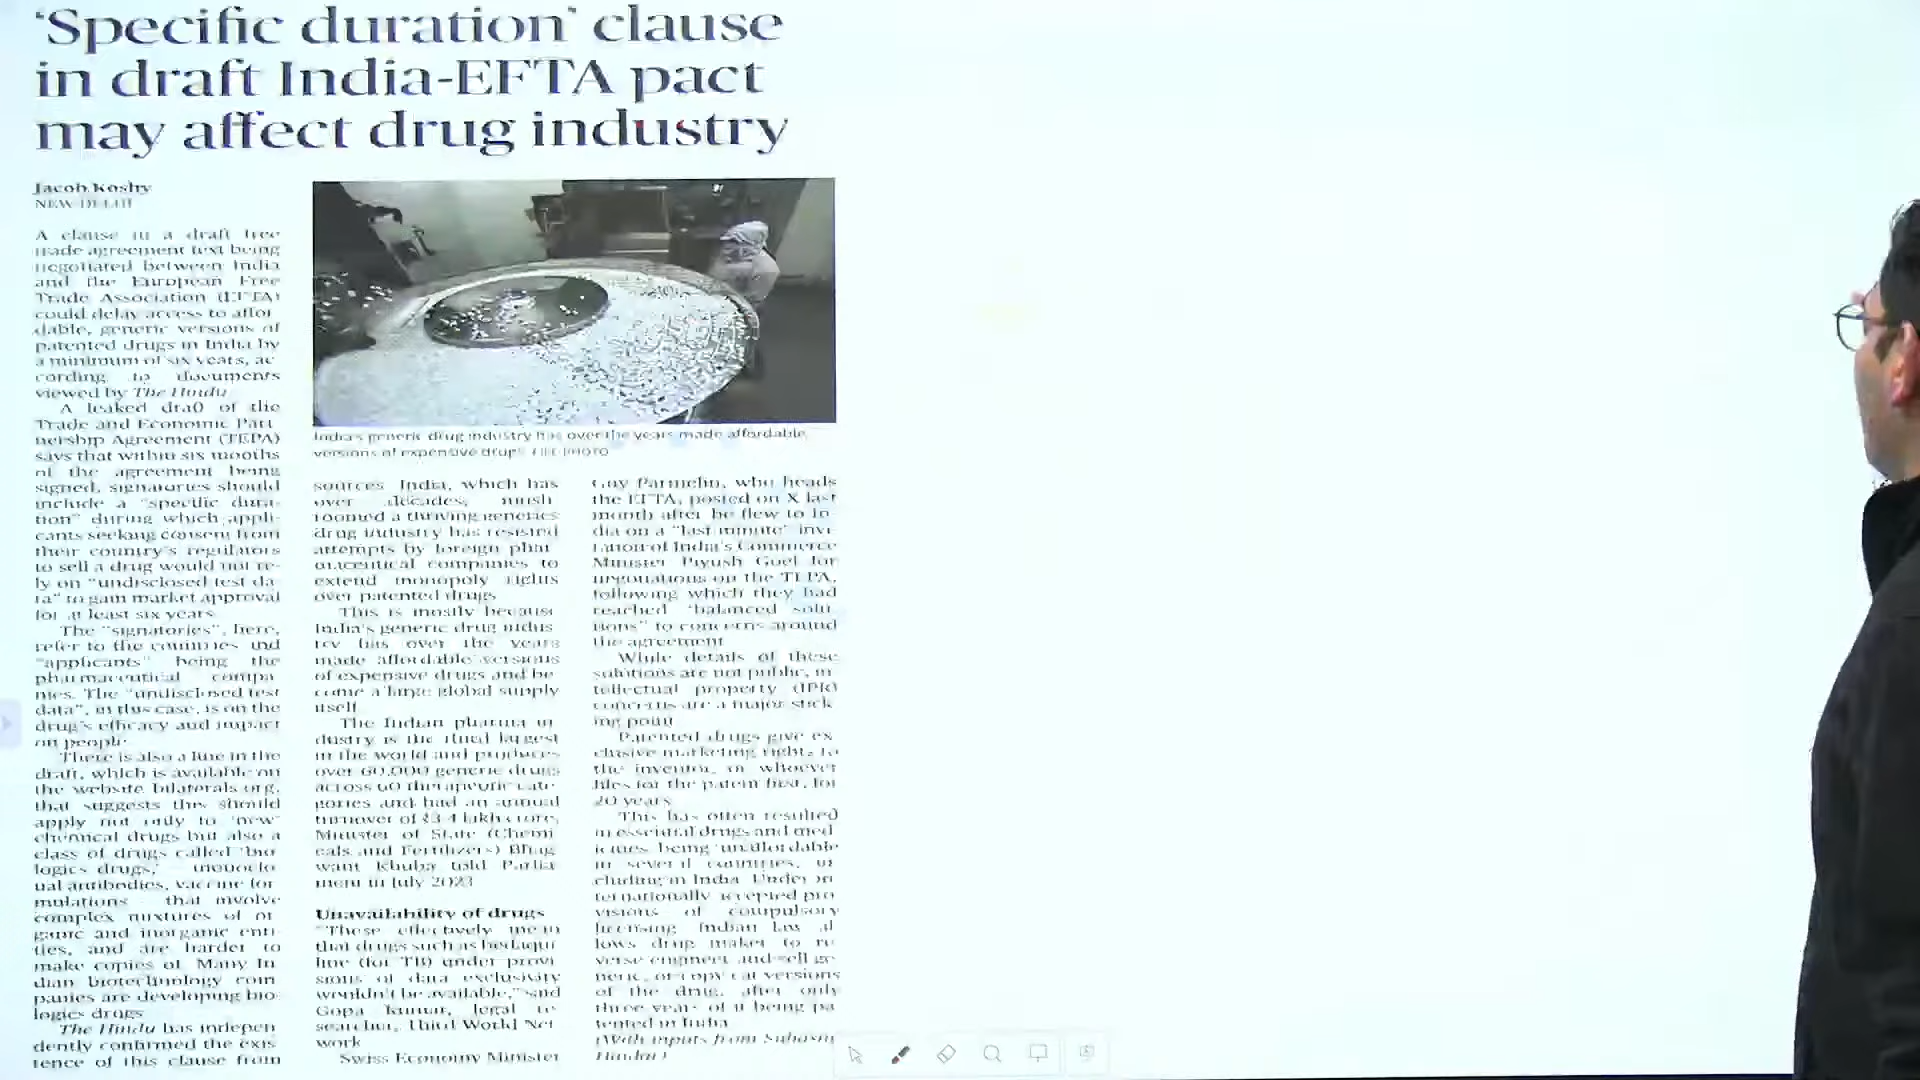 ‘Specific duration’ clause
in draft India-EFTA pact
may affect drug industry
Jacob Koshy
NEW DELHI
A clause in a draft free
trade agreement text being
negotiated between India
and the European Free
Trade Association (EFTA)
could delay access to affor-
dable, generic versions of
patented drugs in India by
a minimum of six years, ac-
cording to documents
viewed by The Hindu
A leaked draft of the
Trade and Economic Part-
nership Agreement (TEPA)
says that within six months
of the agreement being
signed, signatories should
include a “specific dura-
tion” during which appli-
cants seeking consent from
their country’s regulators
to sell a drug would not re-
ly on “undisclosed test da-
ta” to gain market approval
for at least six years.
The “signatories”, here,
refer to the countries and
“applicants” being the
pharmaceutical compa-
nies. The “undisclosed test
data”, in this case, is on the
drug’s efficacy and impact
on people.
There is also a line in the
draft, which is available on
the website bilaterals.org,
that suggests this should
apply not only to ‘new’
chemical drugs but also a
class of drugs called ‘bio-
logics drugs,’ monoclo-
nal antibodies, vaccine for-
mulations that involve
complex mixtures of or-
ganic and inorganic enti-
ties, and are harder to
make copies of. Many In-
dian biotechnology com-
panies are developing bio-
logics drugs
The Hindu has indepen-
dently confirmed the exis-
tence of this clause from
India’s generic drug industry has over the years made affordable
versions of expensive drugs. FILE PHOTO
sources. India, which has
over decades, mush-
roomed a thriving generics
drug industry has resisted
attempts by foreign phar-
maceutical companies to
extend monopoly rights
over patented drugs.
This is mostly because
India’s generic drug indus-
try has over the years
made affordable versions
of expensive drugs and be-
come a large global supply
itself.
The Indian pharma in-
dustry is the third largest
in the world and produces
over 60,000 generic drugs
across 60 therapeutic cate-
gories and had an annual
turnover of ₹3.4 lakh crore,
Minister of State (Chemi-
cals and Fertilizers) Bhag-
want Khuba told Parlia-
ment in July 2023
Unavailability of drugs
“These effectively mean
that drugs such as bedaqui-
line (for TB) under provi-
sions of data exclusivity
wouldn’t be available,” said
Gopa Kumar, legal re-
searcher, Third World Net-
work
Swiss Economy Minister
Guy Parmelin, who heads
the EFTA, posted on X last
month after he flew to In-
dia on a “last minute” invi-
tation of India’s Commerce
Minister Piyush Goel for
negotiations on the TEPA,
following which they had
reached “balanced solu-
tions” to concerns around
the agreement
While details of these
solutions are not public, in-
tellectual property (IPR)
concerns are a major stick-
ing point
Patented drugs give ex-
clusive marketing rights to
the inventor, or whoever
files for the patent first, for
20 years
This has often resulted
in essential drugs and med-
icines being unaffordable
in several countries, in-
cluding in India. Under in-
ternationally accepted pro-
visions of compulsory
licensing Indian law al-
lows drug maker to re-
verse engineer and sell ge-
neric, or copy cat versions
of the drug, after only
three years of it being pa-
tented in India
(With inputs from Suhasini
Haidar)